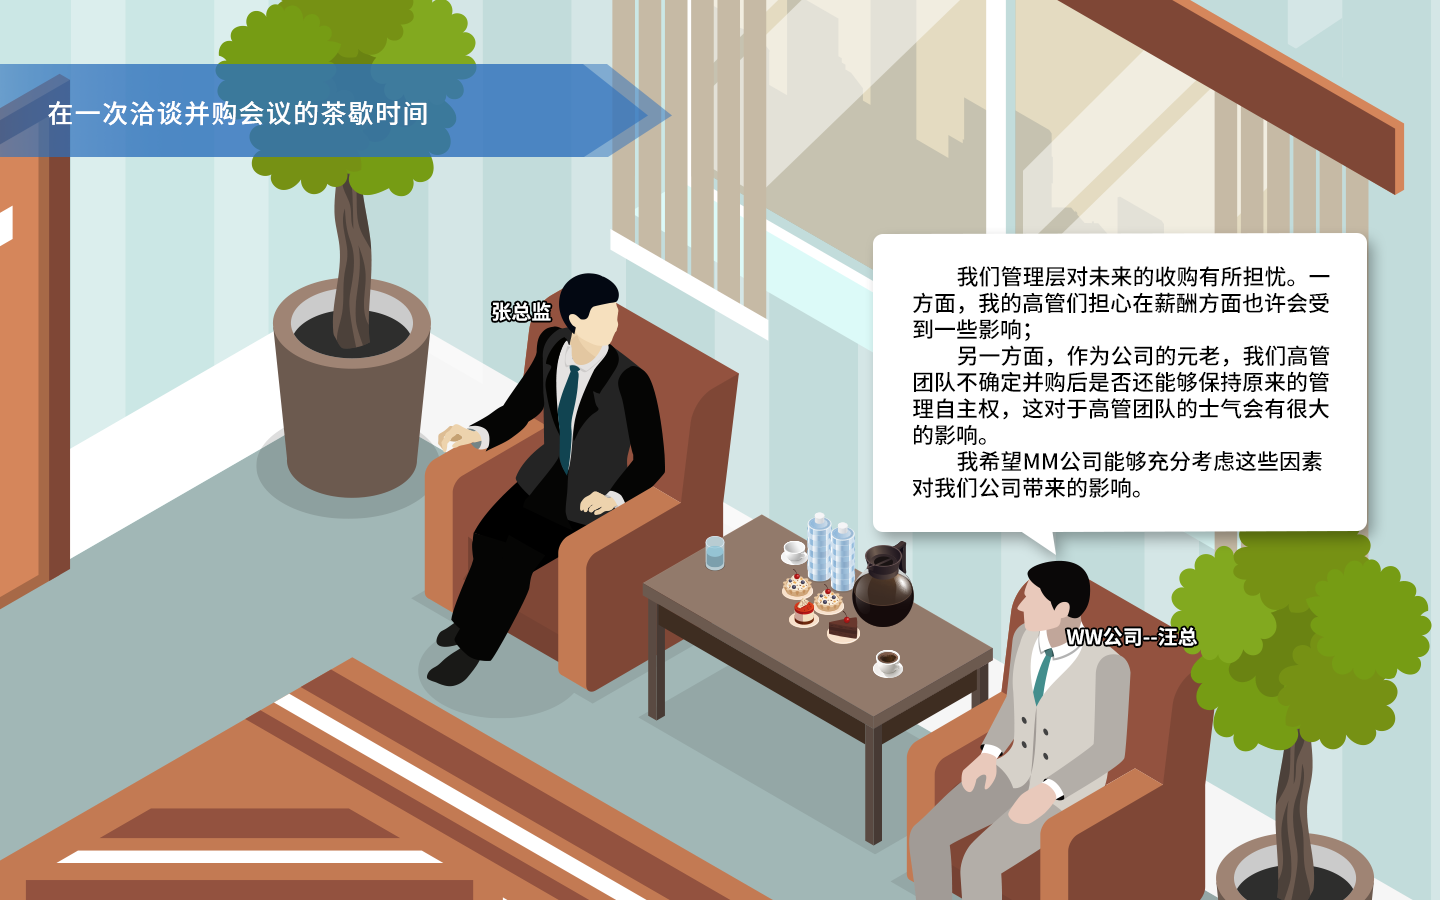 在一次洽谈并购会议的茶歇时间
张总监
我们管理层对未来的收购有所担忧。一
方面，我的高管们担心在薪酬方面也许会受
到一些影响；
另一方面，作为公司的元老，我们高管
团队不确定并购后是否还能够保持原来的管
理自主权，这对于高管团队的士气会有很大
的影响。
我希望MM公司能够充分考虑这些因素
对我们公司带来的影响。
WW公司--汪总